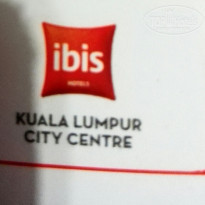 ibis
HOTELS
KUALA LUMPUR
CITY CENTRE